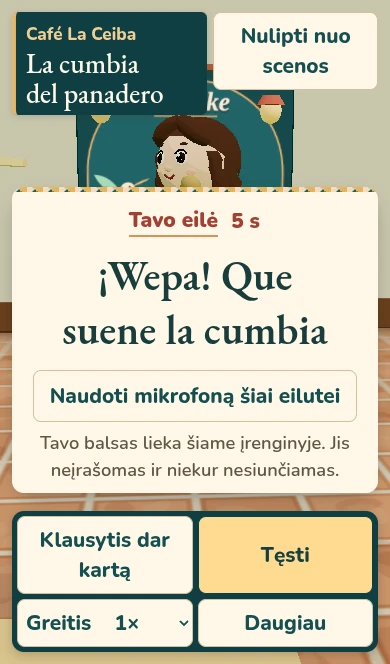 Café La Ceiba
La cumbia
del panadero
Nulipti nuo
scenos
Tavo eilė 5 s
¡Wepa! Que
suene la cumbia
Naudoti mikrofoną šiai eilutei
Tavo balsas lieka šiame įrenginyje. Jis
neįrašomas ir niekur nesiunčiamas.
Klausytis dar
kartą
Tęsti
Greitis 1×
Daugiau